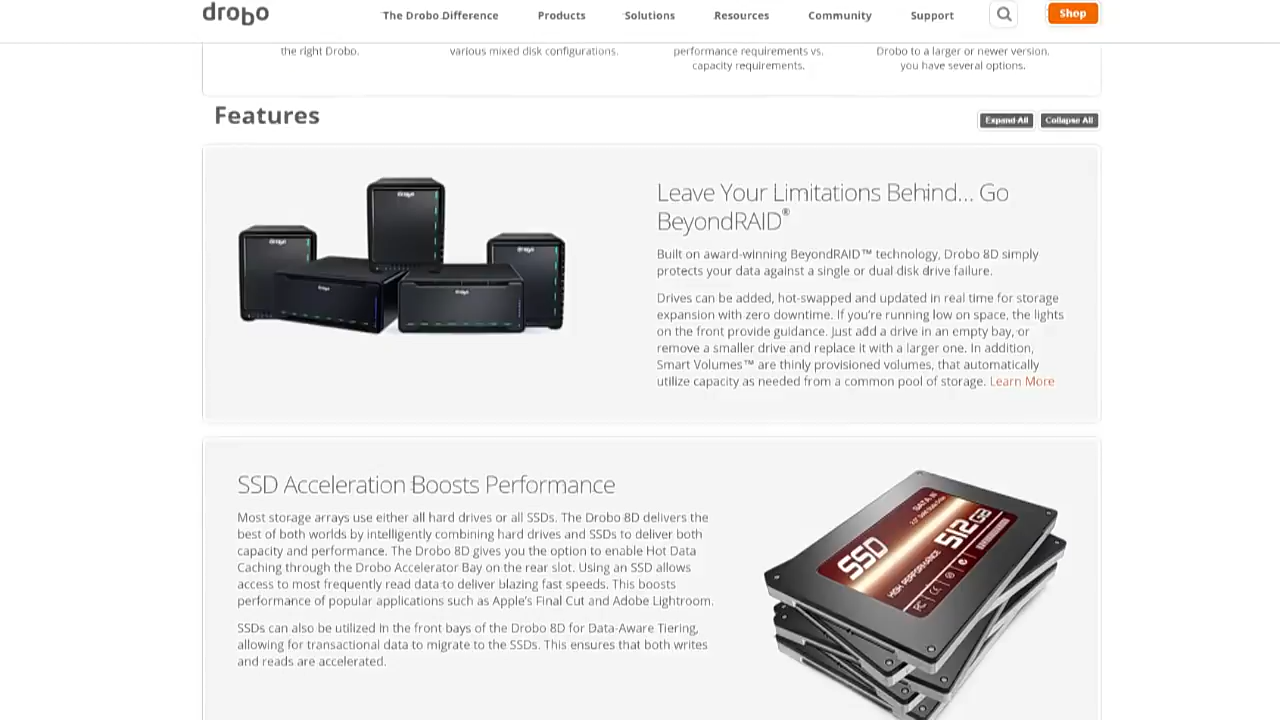 drobo
The Drobo Difference
Products
Solutions
Resources
Community
Support
Shop
the right Drobo.
various mixed disk configurations.
performance requirements vs.
capacity requirements.
Drobo to a larger or newer version,
you have several options.
Features
Expand All
Collapse All
Leave Your Limitations Behind... Go
BeyondRAID®
Built on award-winning BeyondRAID™ technology, Drobo 8D simply
protects your data against a single or dual disk drive failure.
Drives can be added, hot-swapped and updated in real time for storage
expansion with zero downtime. If you're running low on space, the lights
on the front provide guidance. Just add a drive in an empty bay, or
remove a smaller drive and replace it with a larger one. In addition,
Smart Volumes™ are thinly provisioned volumes, that automatically
utilize capacity as needed from a common pool of storage. Learn More
SSD Acceleration Boosts Performance
Most storage arrays use either all hard drives or all SSDs. The Drobo 8D delivers the
best of both worlds by intelligently combining hard drives and SSDs to deliver both
capacity and performance. The Drobo 8D gives you the option to enable Hot Data
Caching through the Drobo Accelerator Bay on the rear slot. Using an SSD allows
access to most frequently read data to deliver blazing fast speeds. This boosts
performance of popular applications such as Apple's Final Cut and Adobe Lightroom.
SSDs can also be utilized in the front bays of the Drobo 8D for Data-Aware Tiering,
allowing for transactional data to migrate to the SSDs. This ensures that both writes
and reads are accelerated.
SSD
HIGH PERFORMANCE
512 GB
SATA III